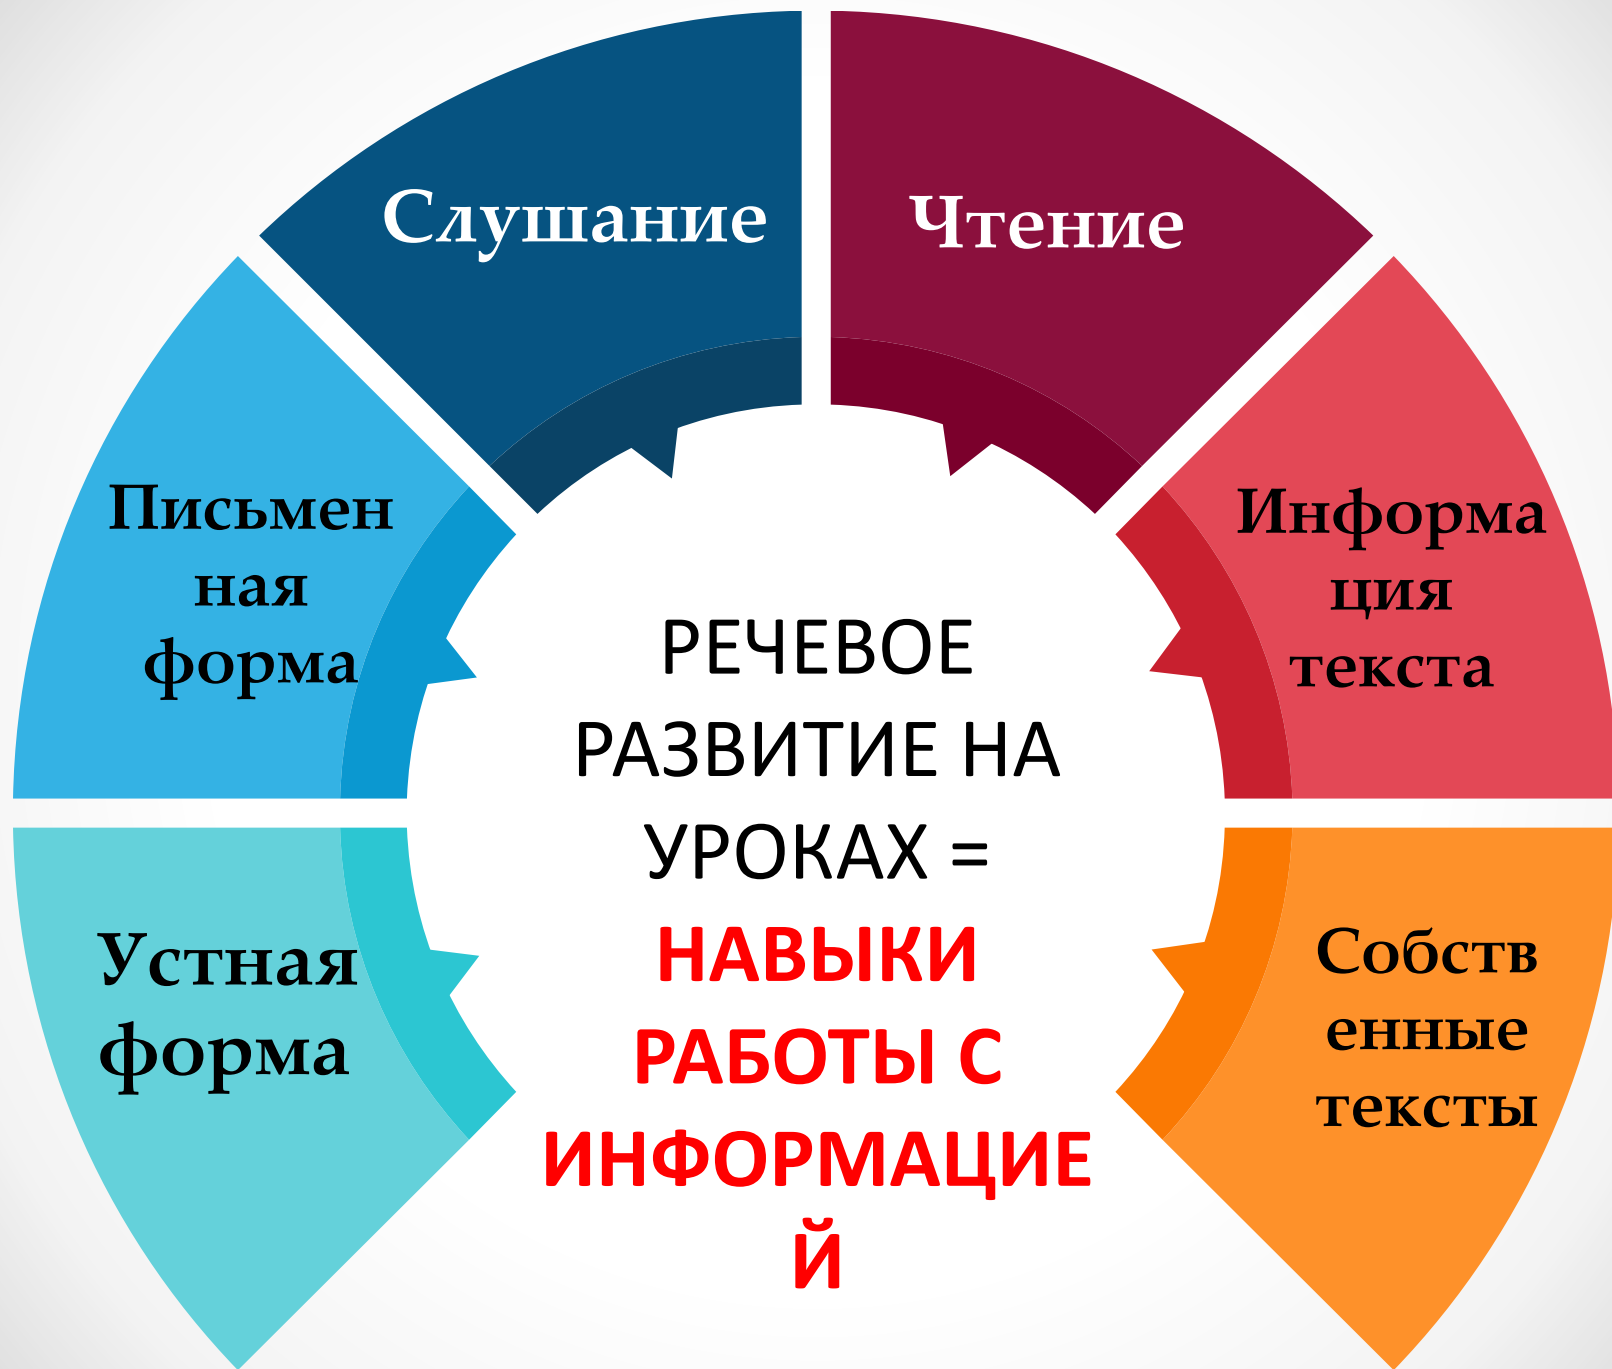 Слушание
Чтение
Письмен
ная
форма
Информа
ция
текста
РЕЧЕВОЕ
РАЗВИТИЕ НА
УРОКАХ =
НАВЫКИ
РАБОТЫ С
ИНФОРМАЦИЕ
Й
Устная
форма
Собств
енные
тексты